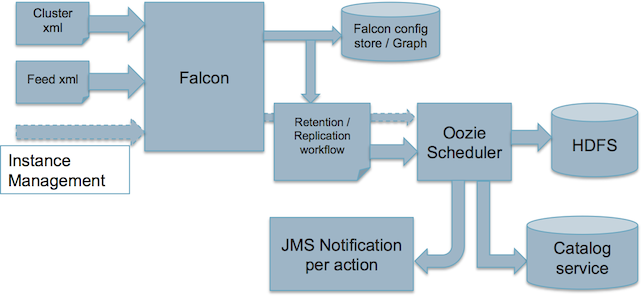 Cluster
xml
Feed xml
Instance
Management
Falcon
Falcon config
store / Graph
Retention /
Replication
workflow
Oozie
Scheduler
HDFS
JMS Notification
per action
Catalog
service